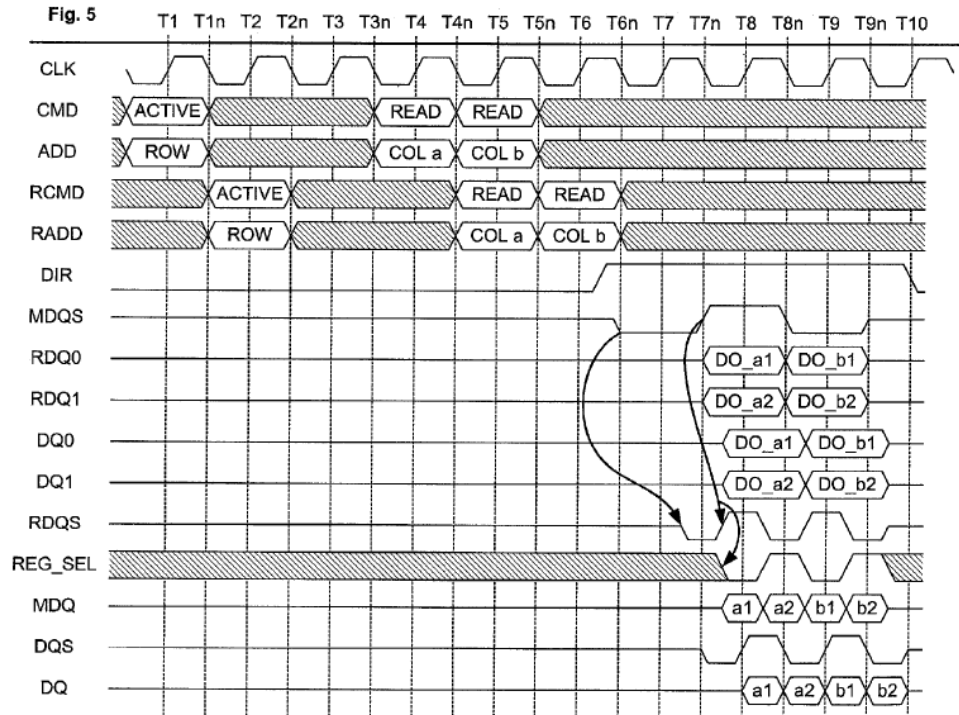 Fig. 5
T1 T1n T2 T2n T3 T3n T4 T4n T5 T5n T6 T6n T7 T7n T8 T8n T9 T9n T10
CLK
CMD ACTIVE READ READ
ADD ROW COL a COL b
RCMD ACTIVE READ READ
RADD ROW COL a COL b
DIR
MDQS
RDQ0 DO_a1 DO_b1
RDQ1 DO_a2 DO_b2
DQ0 DO_a1 DO_b1
DQ1 DO_a2 DO_b2
RDQS
REG_SEL
MDQ a1 a2 b1 b2
DQS
DQ a1 a2 b1 b2